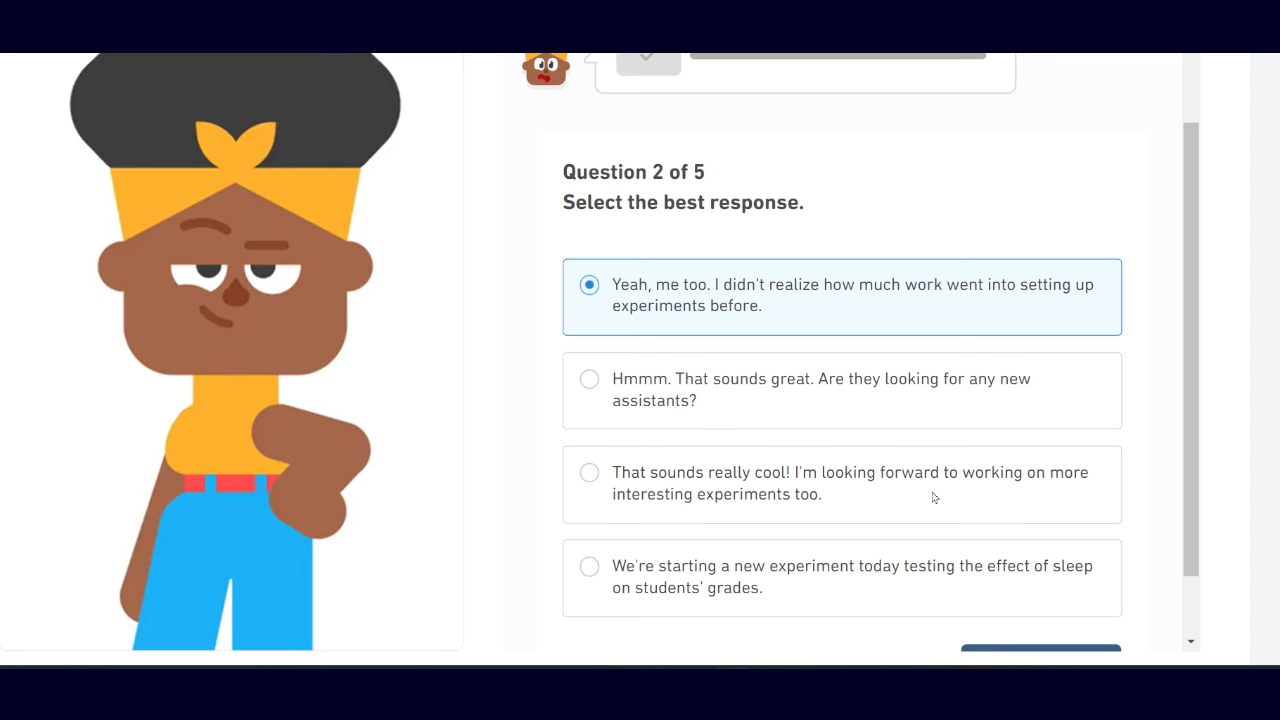 Question 2 of 5
Select the best response.
Yeah, me too. I didn't realize how much work went into setting up
experiments before.
Hmmm. That sounds great. Are they looking for any new
assistants?
That sounds really cool! I'm looking forward to working on more
interesting experiments too.
We're starting a new experiment today testing the effect of sleep
on students' grades.